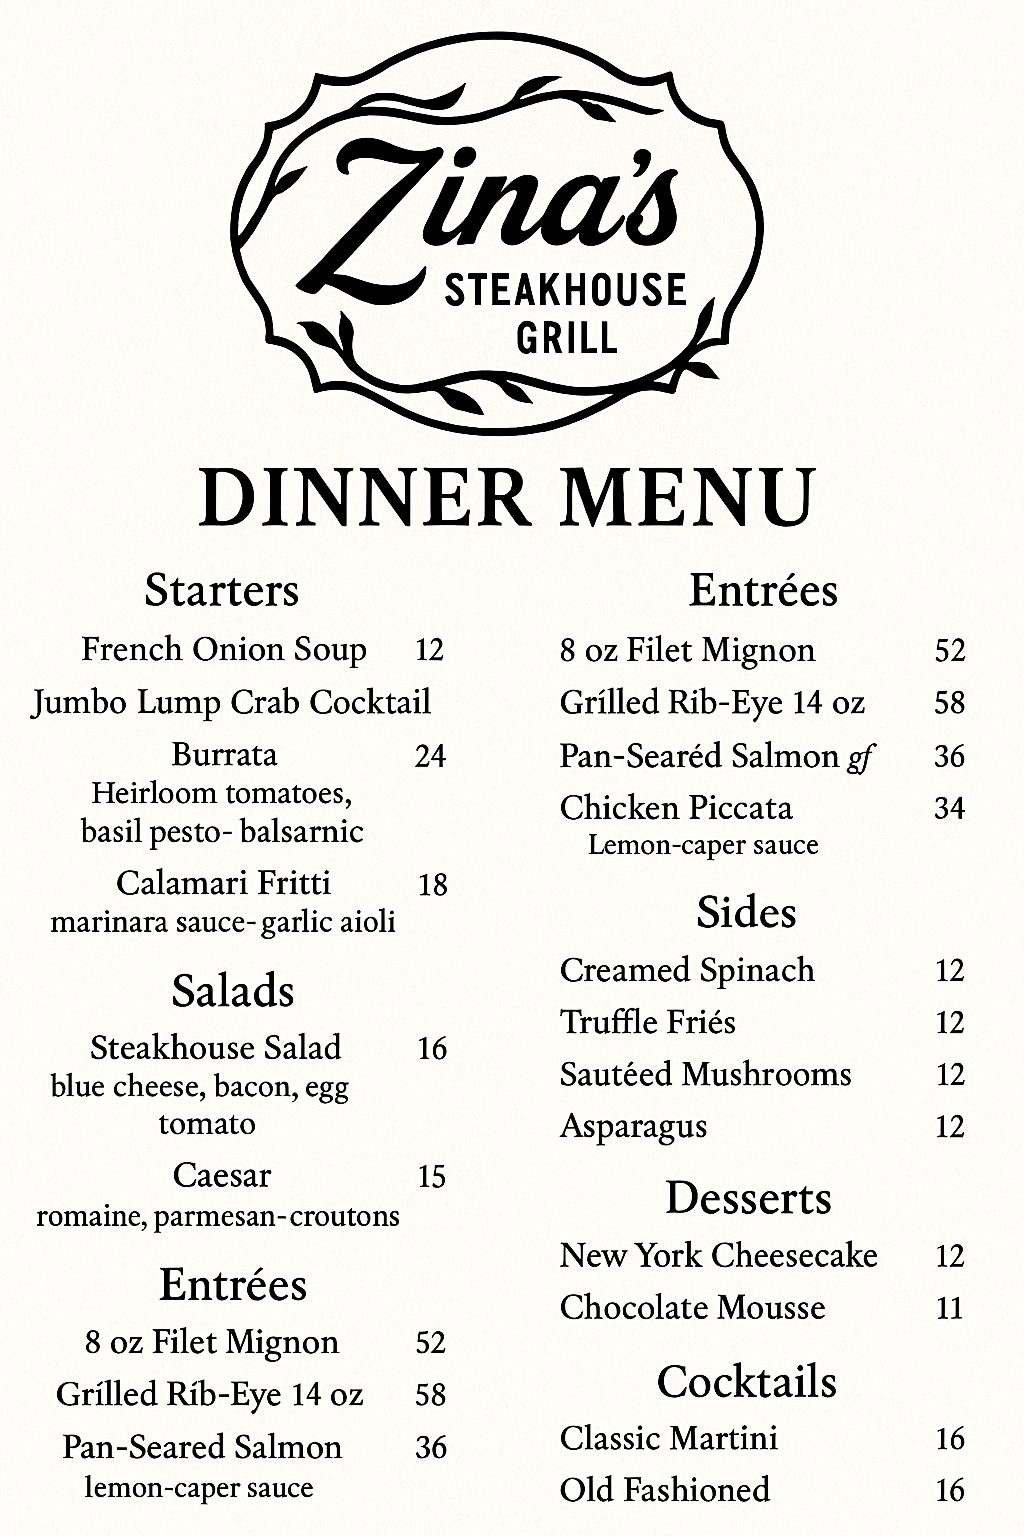 Zina's
STEAKHOUSE
GRILL
DINNER MENU
Starters
French Onion Soup 12
Jumbo Lump Crab Cocktail
Burrata 24
Heirloom tomatoes,
basil pesto- balsarnic
Calamari Fritti 18
marinara sauce-garlic aioli
Salads
Steakhouse Salad 16
blue cheese, bacon, egg
tomato
Caesar 15
romaine, parmesan-croutons
Entrées
8 oz Filet Mignon 52
Grílled Ríb-Eye 14 oz 58
Pan-Seared Salmon 36
lemon-caper sauce
Entrées
8 oz Filet Mignon 52
Grílled Rib-Eye 14 oz 58
Pan-Searéd Salmon gf 36
Chicken Piccata 34
Lemon-caper sauce
Sides
Creamed Spinach 12
Truffle Friés 12
Sautéed Mushrooms 12
Asparagus 12
Desserts
New York Cheesecake 12
Chocolate Mousse 11
Cocktails
Classic Martini 16
Old Fashioned 16